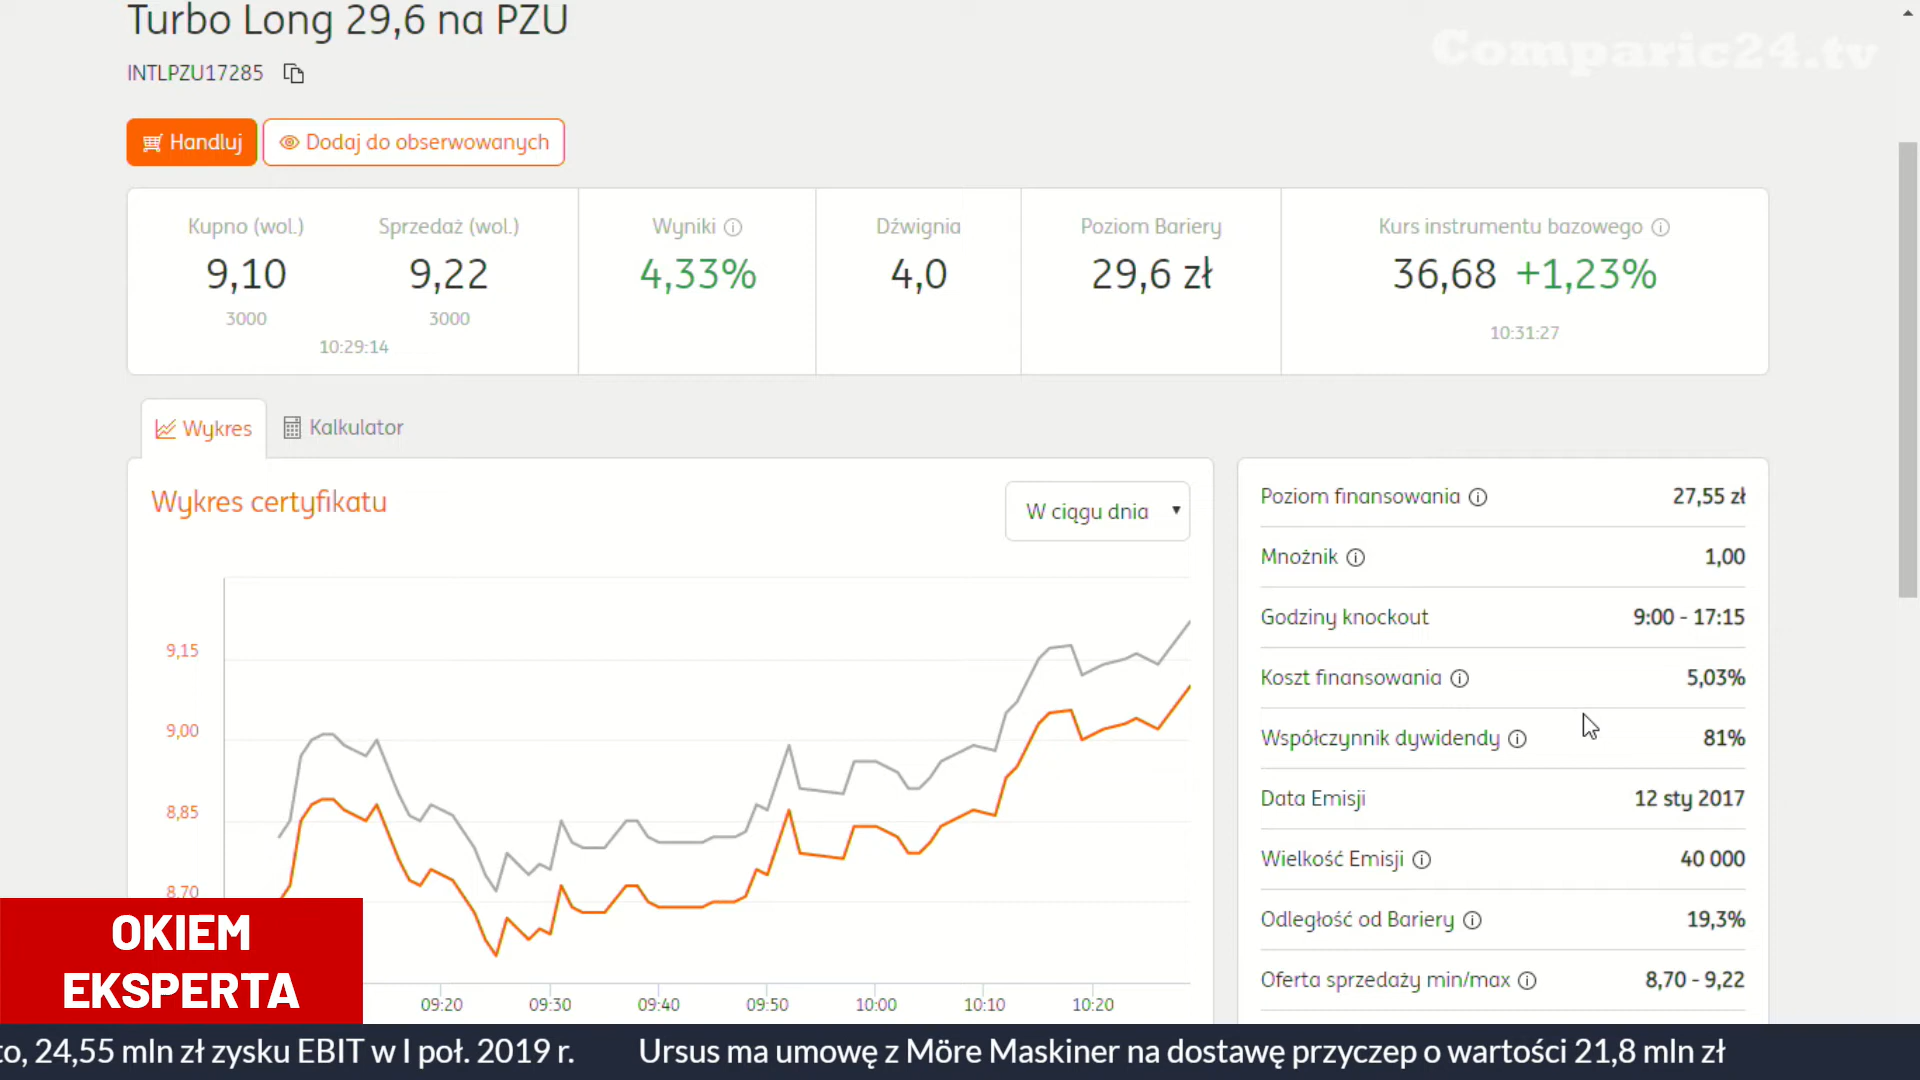 Turbo Long 29,6 na PZU
Comparic24.tv
INTLPZU17285
Handluj
Dodaj do obserwowanych
Kupno (wol.)
Sprzedaż (wol.)
Wyniki
Dźwignia
Poziom Bariery
Kurs instrumentu bazowego
9,10
9,22
4,33%
4,0
29,6 zł
36,68 +1,23%
3000
3000
10:29:14
10:31:27
Wykres
Kalkulator
Wykres certyfikatu
W ciągu dnia
9,15
9,00
8,85
8,70
09:20
09:30
09:40
09:50
10:00
10:10
10:20
Poziom finansowania 27,55 zł
Mnożnik 1,00
Godziny knockout 9:00 - 17:15
Koszt finansowania 5,03%
Współczynnik dywidendy 81%
Data Emisji 12 sty 2017
Wielkość Emisji 40 000
Odległość od Bariery 19,3%
Oferta sprzedaży min/max 8,70 - 9,22
OKIEM
EKSPERTA
to, 24,55 mln zł zysku EBIT w I poł. 2019 r. Ursus ma umowę z Möre Maskiner na dostawę przyczep o wartości 21,8 mln zł